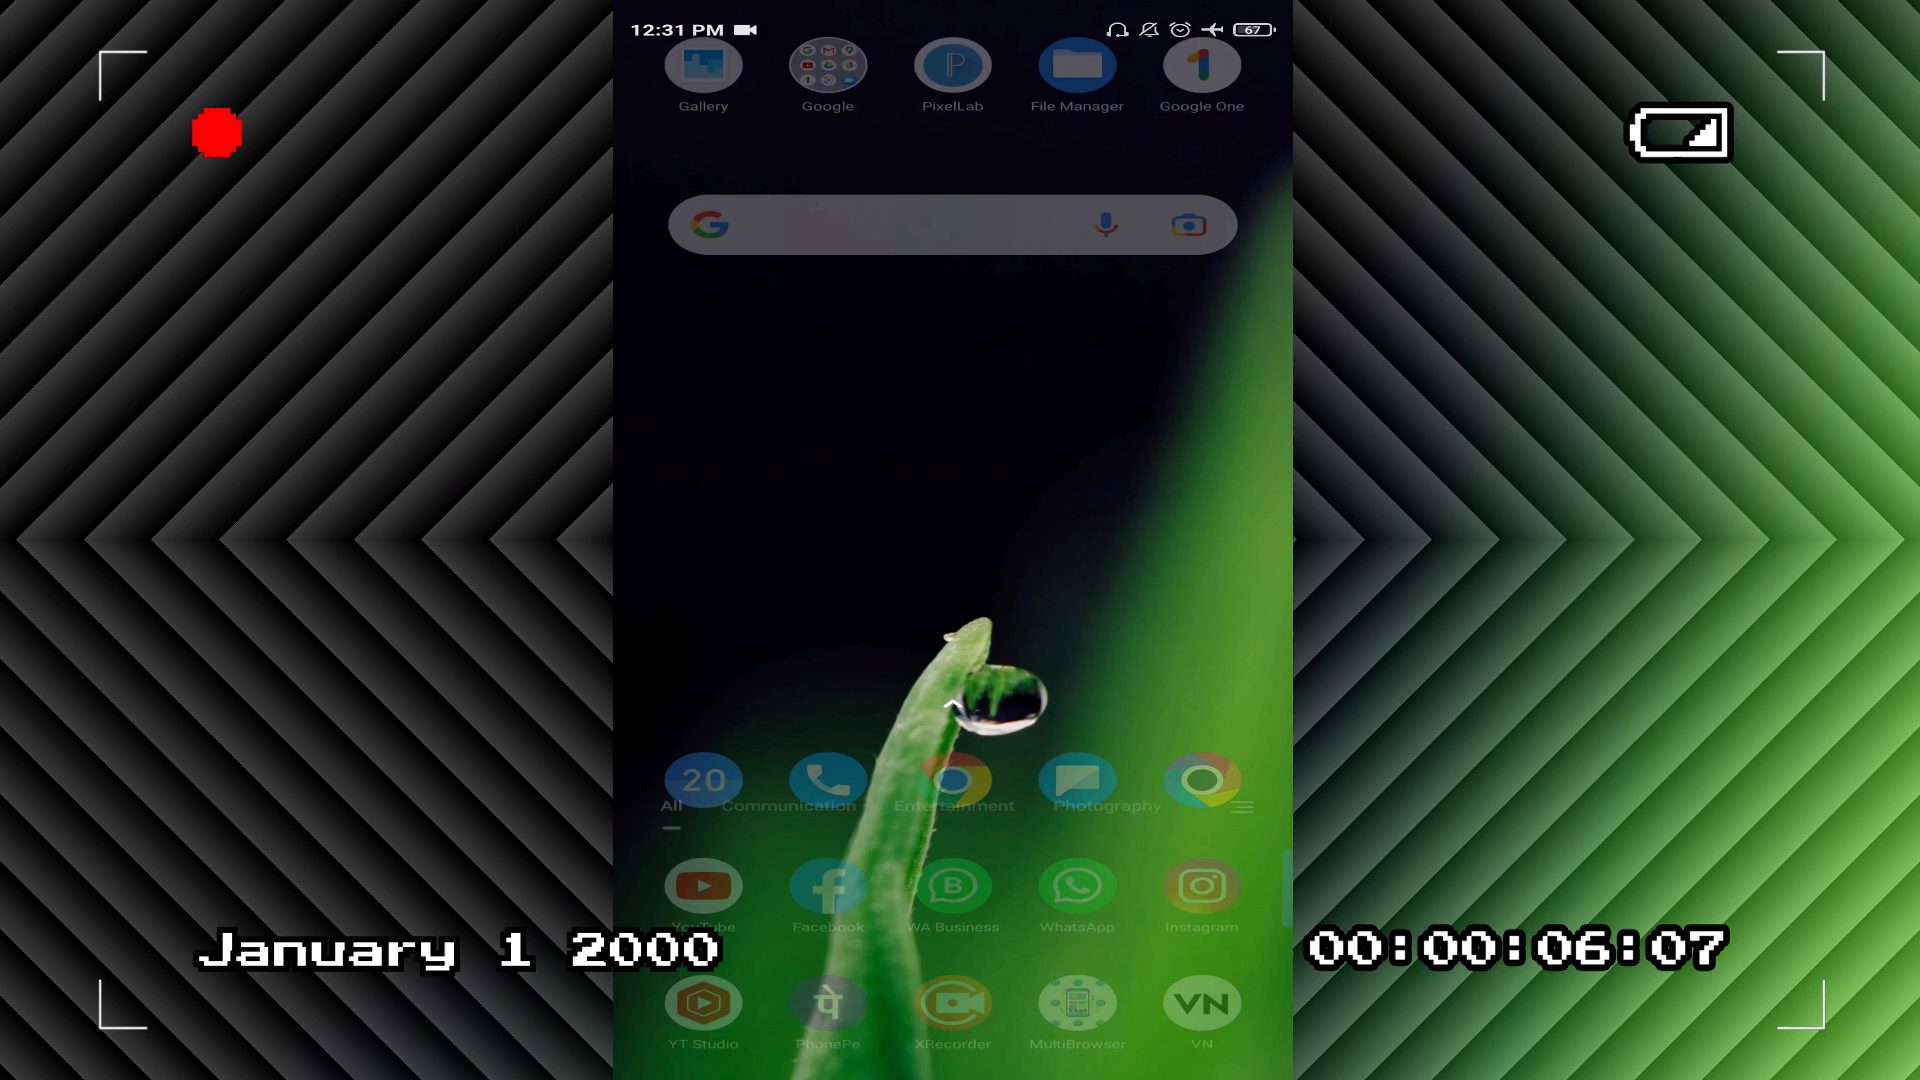 12:31 PM
67
Gallery Google PixelLab File Manager Google One
20
All Communication Entertainment Photography
B
YouTube Facebook WA Business WhatsApp Instagram
January 1 2000
00:00:06:07
पे
VN
YT Studio PhonePe XRecorder MultiBrowser VN